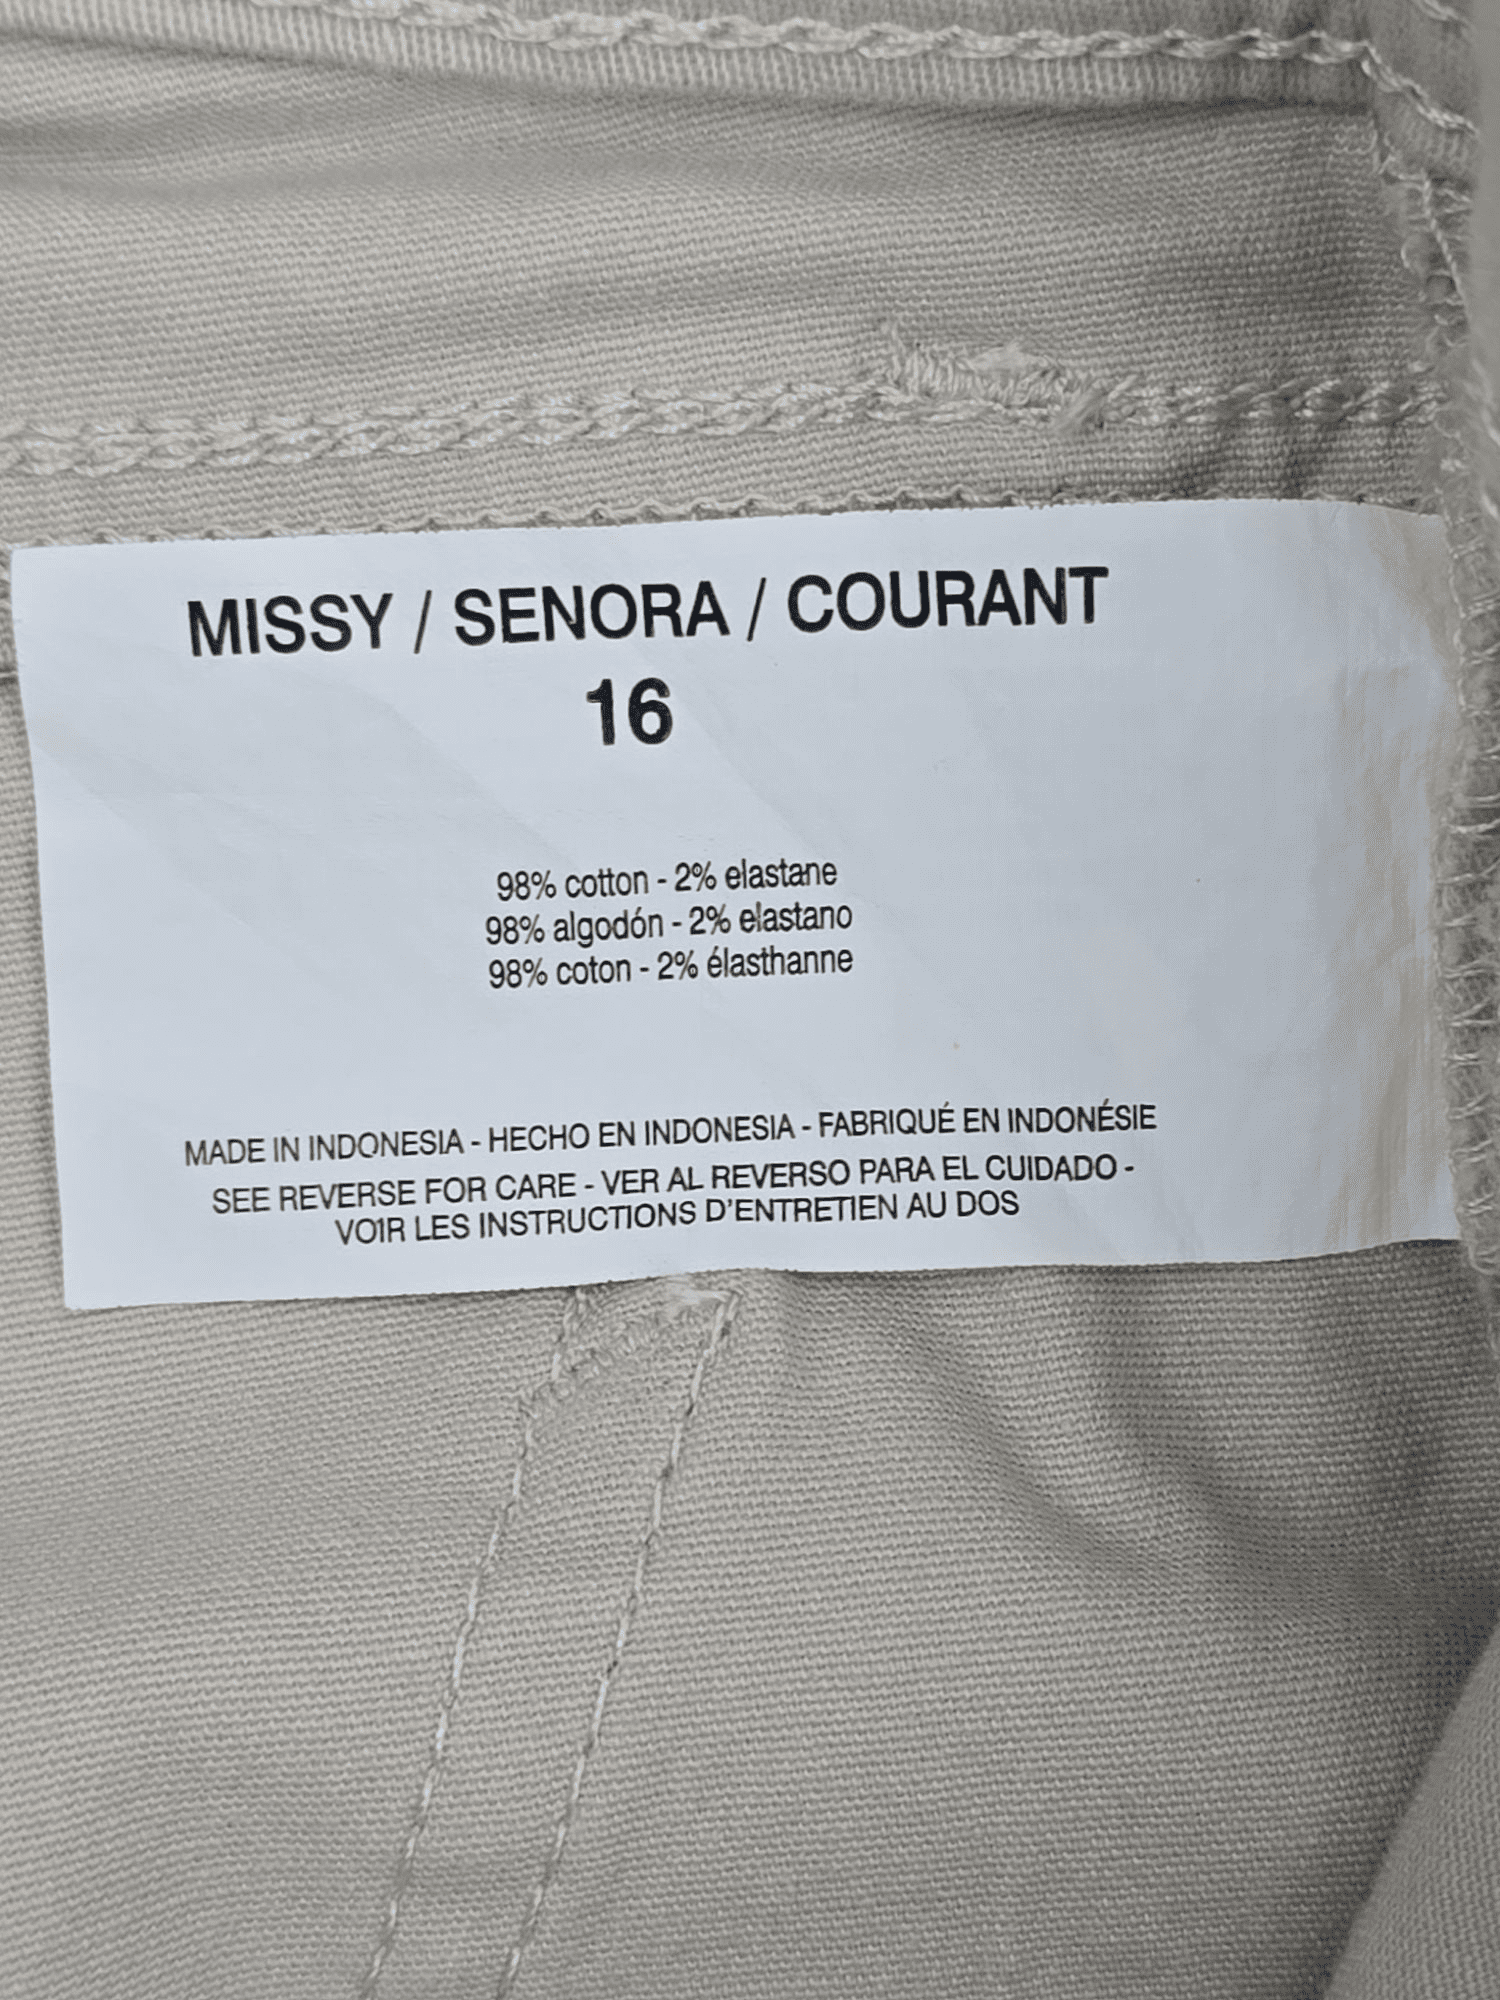 MISSY / SENORA / COURANT
16
98% cotton - 2% elastane
98% algodón - 2% elastano
98% coton - 2% élasthanne
MADE IN INDONESIA - HECHO EN INDONESIA - FABRIQUÉ EN INDONÉSIE
SEE REVERSE FOR CARE - VER AL REVERSO PARA EL CUIDADO -
VOIR LES INSTRUCTIONS D'ENTRETIEN AU DOS